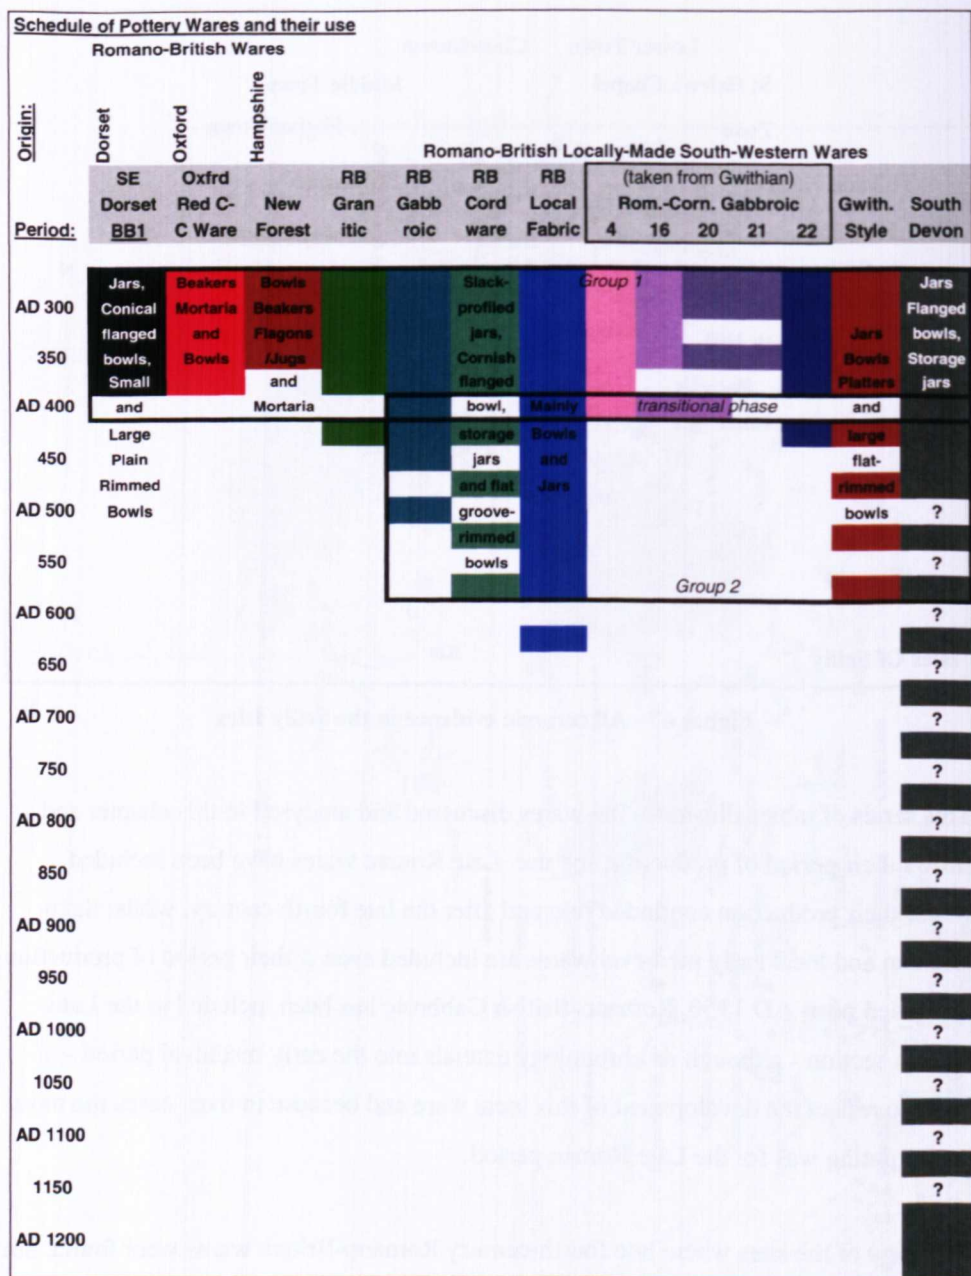 Schedule of Pottery Wares and their use
Romano-British Wares
Origin:
Dorset
Oxford
Hampshire
Romano-British Locally-Made South-Western Wares
SE Oxfrd RB RB RB RB (taken from Gwithian)
Dorset Red C- New Gran Gabb Cord Local Rom.-Corn. Gabbroic Gwith. South
Period: BB1 C Ware Forest itic roic ware Fabric 4 16 20 21 22 Style Devon
Jars, Beakers Bowls Slack- Group 1 Jars
AD 300 Conical Mortaria Beakers profiled Flanged
flanged and Flagons jars, Jars bowls,
350 bowls, Bowls /Jugs Cornish Bowls Storage
Small and flanged Platters jars
AD 400 and Mortaria bowl, Mainly transitional phase and
Large storage Bowls large
450 Plain jars and flat-
Rimmed and flat Jars rimmed
AD 500 Bowls groove- bowls ?
rimmed
550 bowls ?
Group 2
AD 600 ?
650 ?
AD 700 ?
750 ?
AD 800 ?
850 ?
AD 900 ?
950 ?
AD 1000 ?
1050 ?
AD 1100 ?
1150 ?
AD 1200